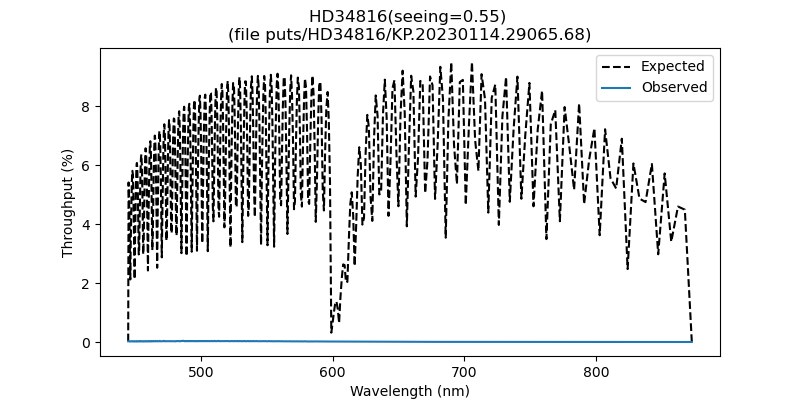 HD34816(seeing=0.55)
(file puts/HD34816/KP.20230114.29065.68)
Expected
Observed
Throughput (%)
8
6
4
2
0
500 600 700 800
Wavelength (nm)